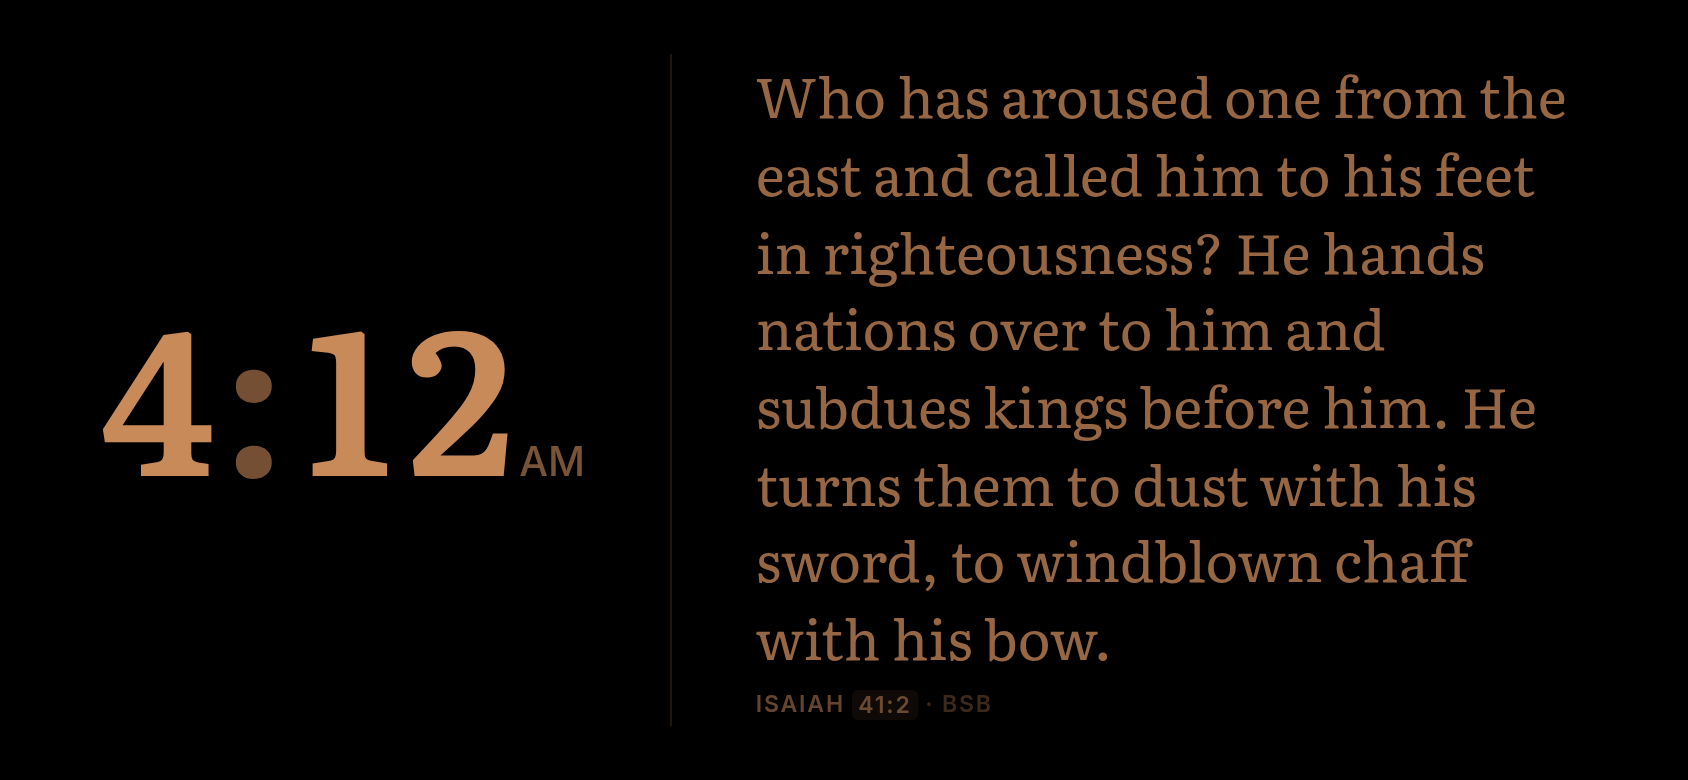 4:12 AM
Who has aroused one from the
east and called him to his feet
in righteousness? He hands
nations over to him and
subdues kings before him. He
turns them to dust with his
sword, to windblown chaff
with his bow.
ISAIAH 41:2 · BSB